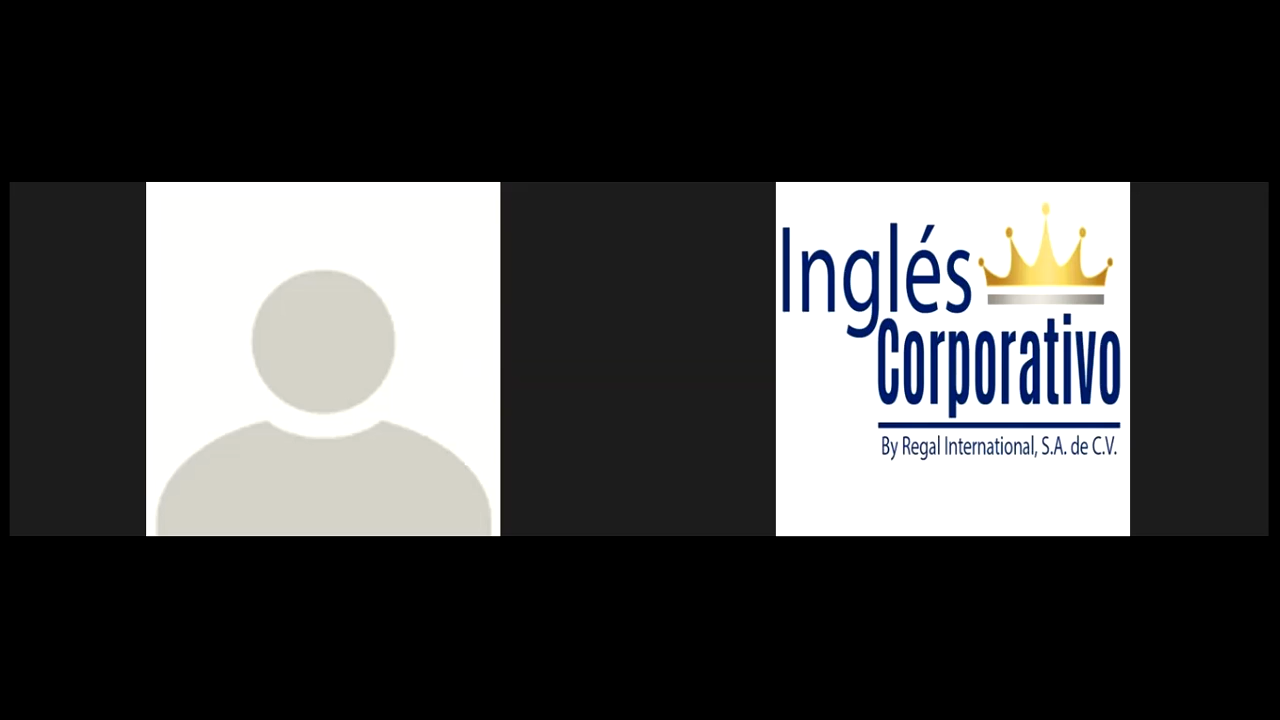 Inglés
Corporativo
By Regal International, S.A. de C.V.